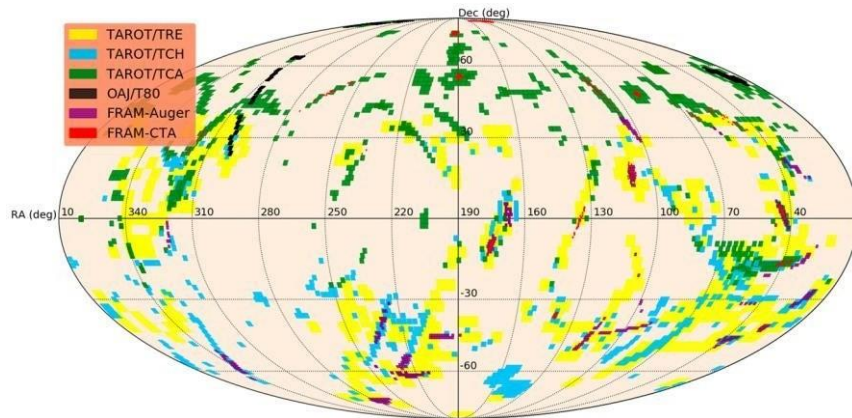 Dec (deg)
TAROT/TRE
TAROT/TCH
TAROT/TCA
OAJ/T80
FRAM-Auger
FRAM-CTA
60
30
RA (deg) 10 340 310 280 250 220 190 160 130 100 70 40
-30
-60